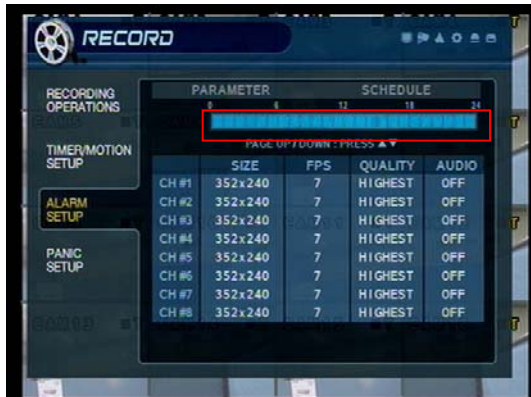 RECORD
RECORDING
OPERATIONS
TIMER/MOTION
SETUP
ALARM
SETUP
PANIC
SETUP
PARAMETER SCHEDULE
0 6 12 18 24
PAGE UP/DOWN : PRESS ▲▼
SIZE FPS QUALITY AUDIO
CH #1 352x240 7 HIGHEST OFF
CH #2 352x240 7 HIGHEST OFF
CH #3 352x240 7 HIGHEST OFF
CH #4 352x240 7 HIGHEST OFF
CH #5 352x240 7 HIGHEST OFF
CH #6 352x240 7 HIGHEST OFF
CH #7 352x240 7 HIGHEST OFF
CH #8 352x240 7 HIGHEST OFF
CAM13